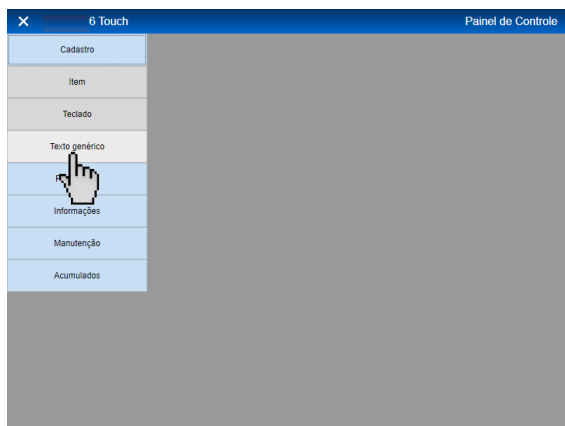 6 Touch
Painel de Controle
Cadastro
Item
Teclado
Texto genérico
Informações
Manutenção
Acumulados